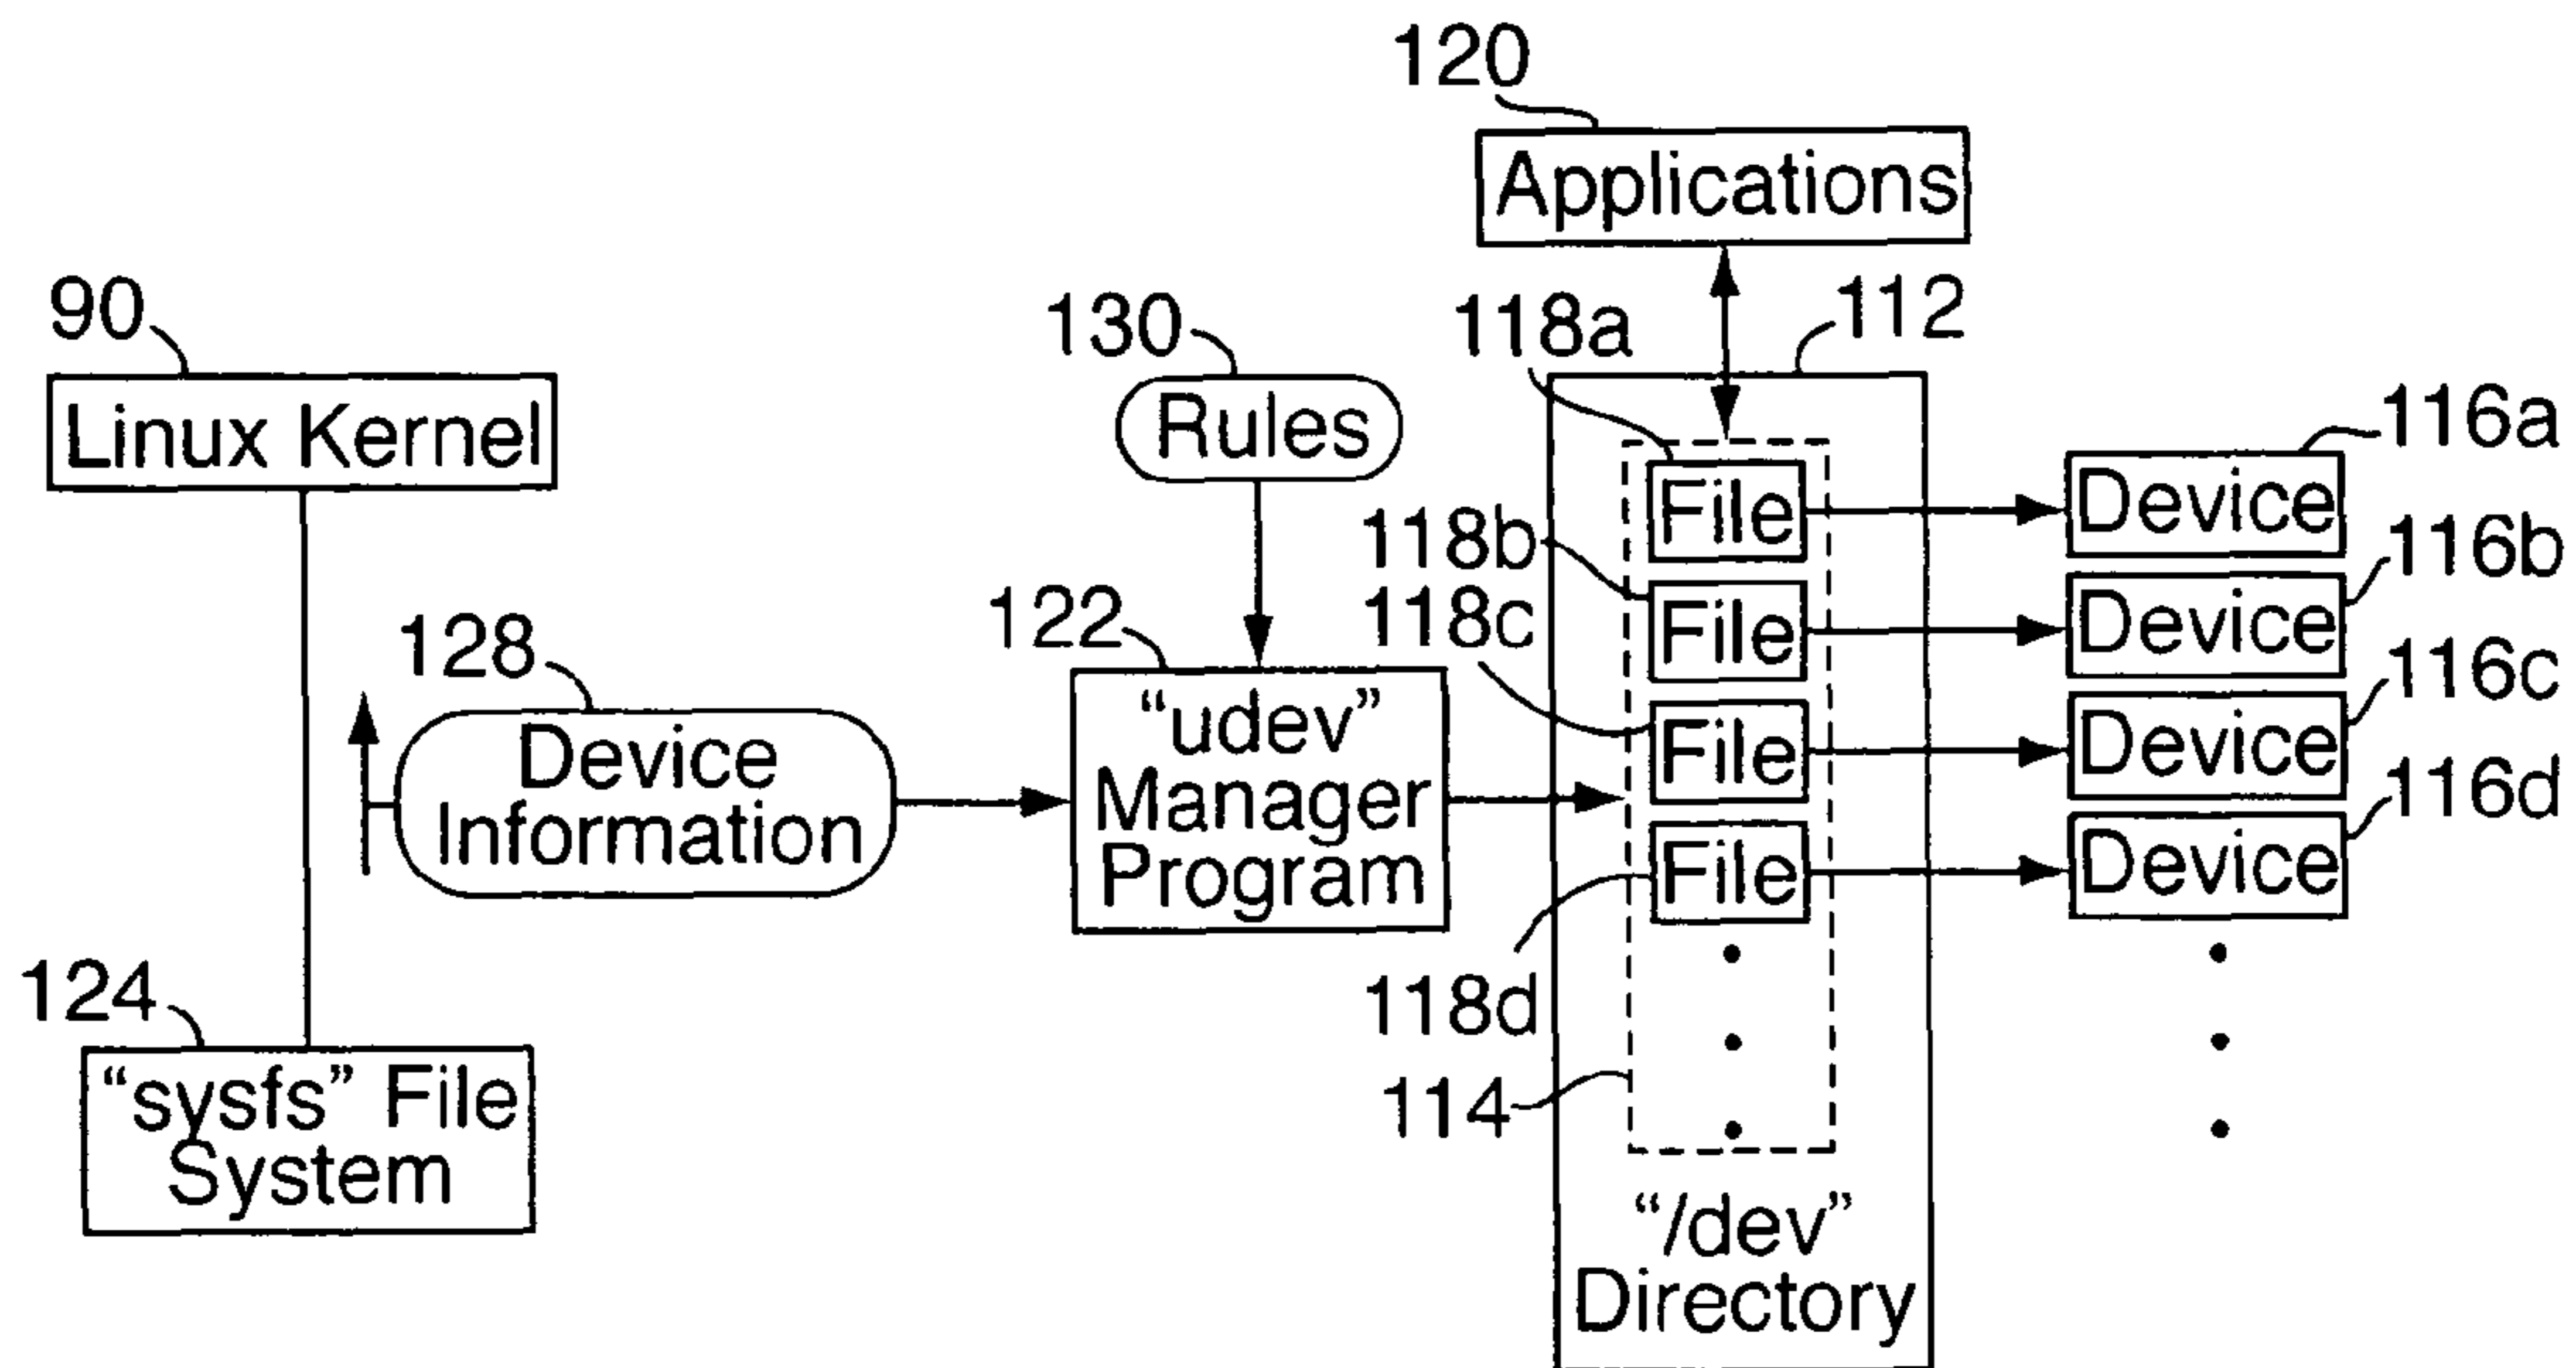 120
Applications
90
Linux Kernel
130
Rules
118a
112
116a
File
Device
118b
116b
File
Device
118c
116c
File
Device
118d
116d
File
Device
128
Device
Information
122
“udev”
Manager
Program
124
“sysfs” File
System
114
“/dev”
Directory